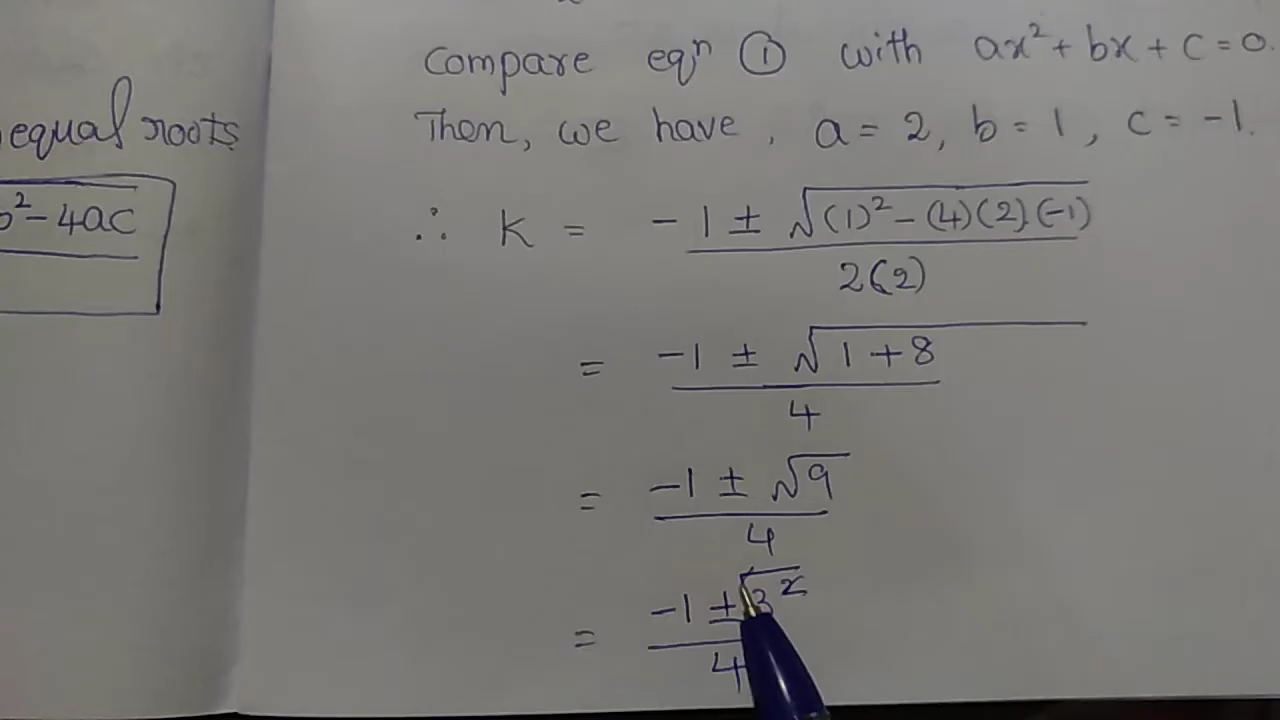 equal roots
b² - 4ac
Compare eqⁿ ① with ax² + bx + c = 0.
Then, we have, a = 2, b = 1, c = -1.
∴ K = -1 ± √(1)² - (4)(2)(-1)
2(2)
= -1 ± √1 + 8
4
= -1 ± √9
4
= -1 ± √3²
4